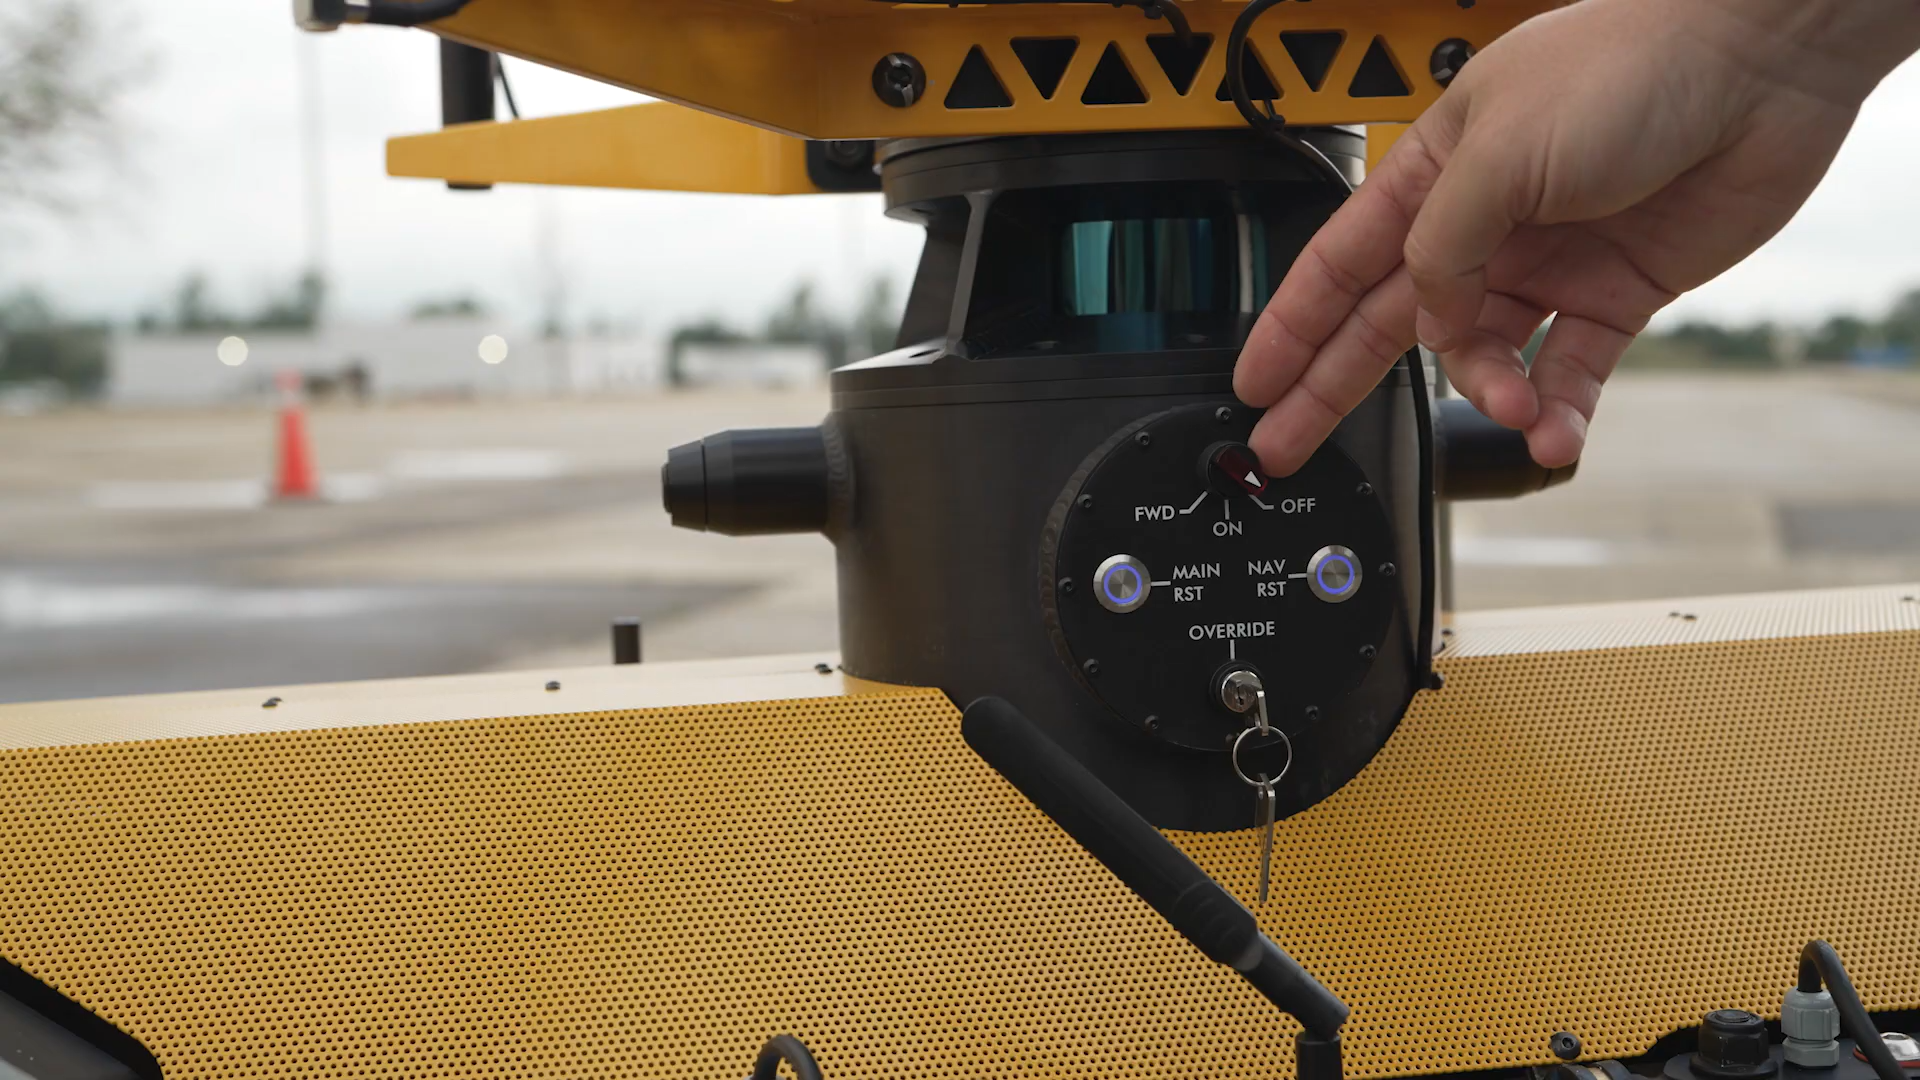 FWD
ON
OFF
MAIN
RST
NAV
RST
OVERRIDE